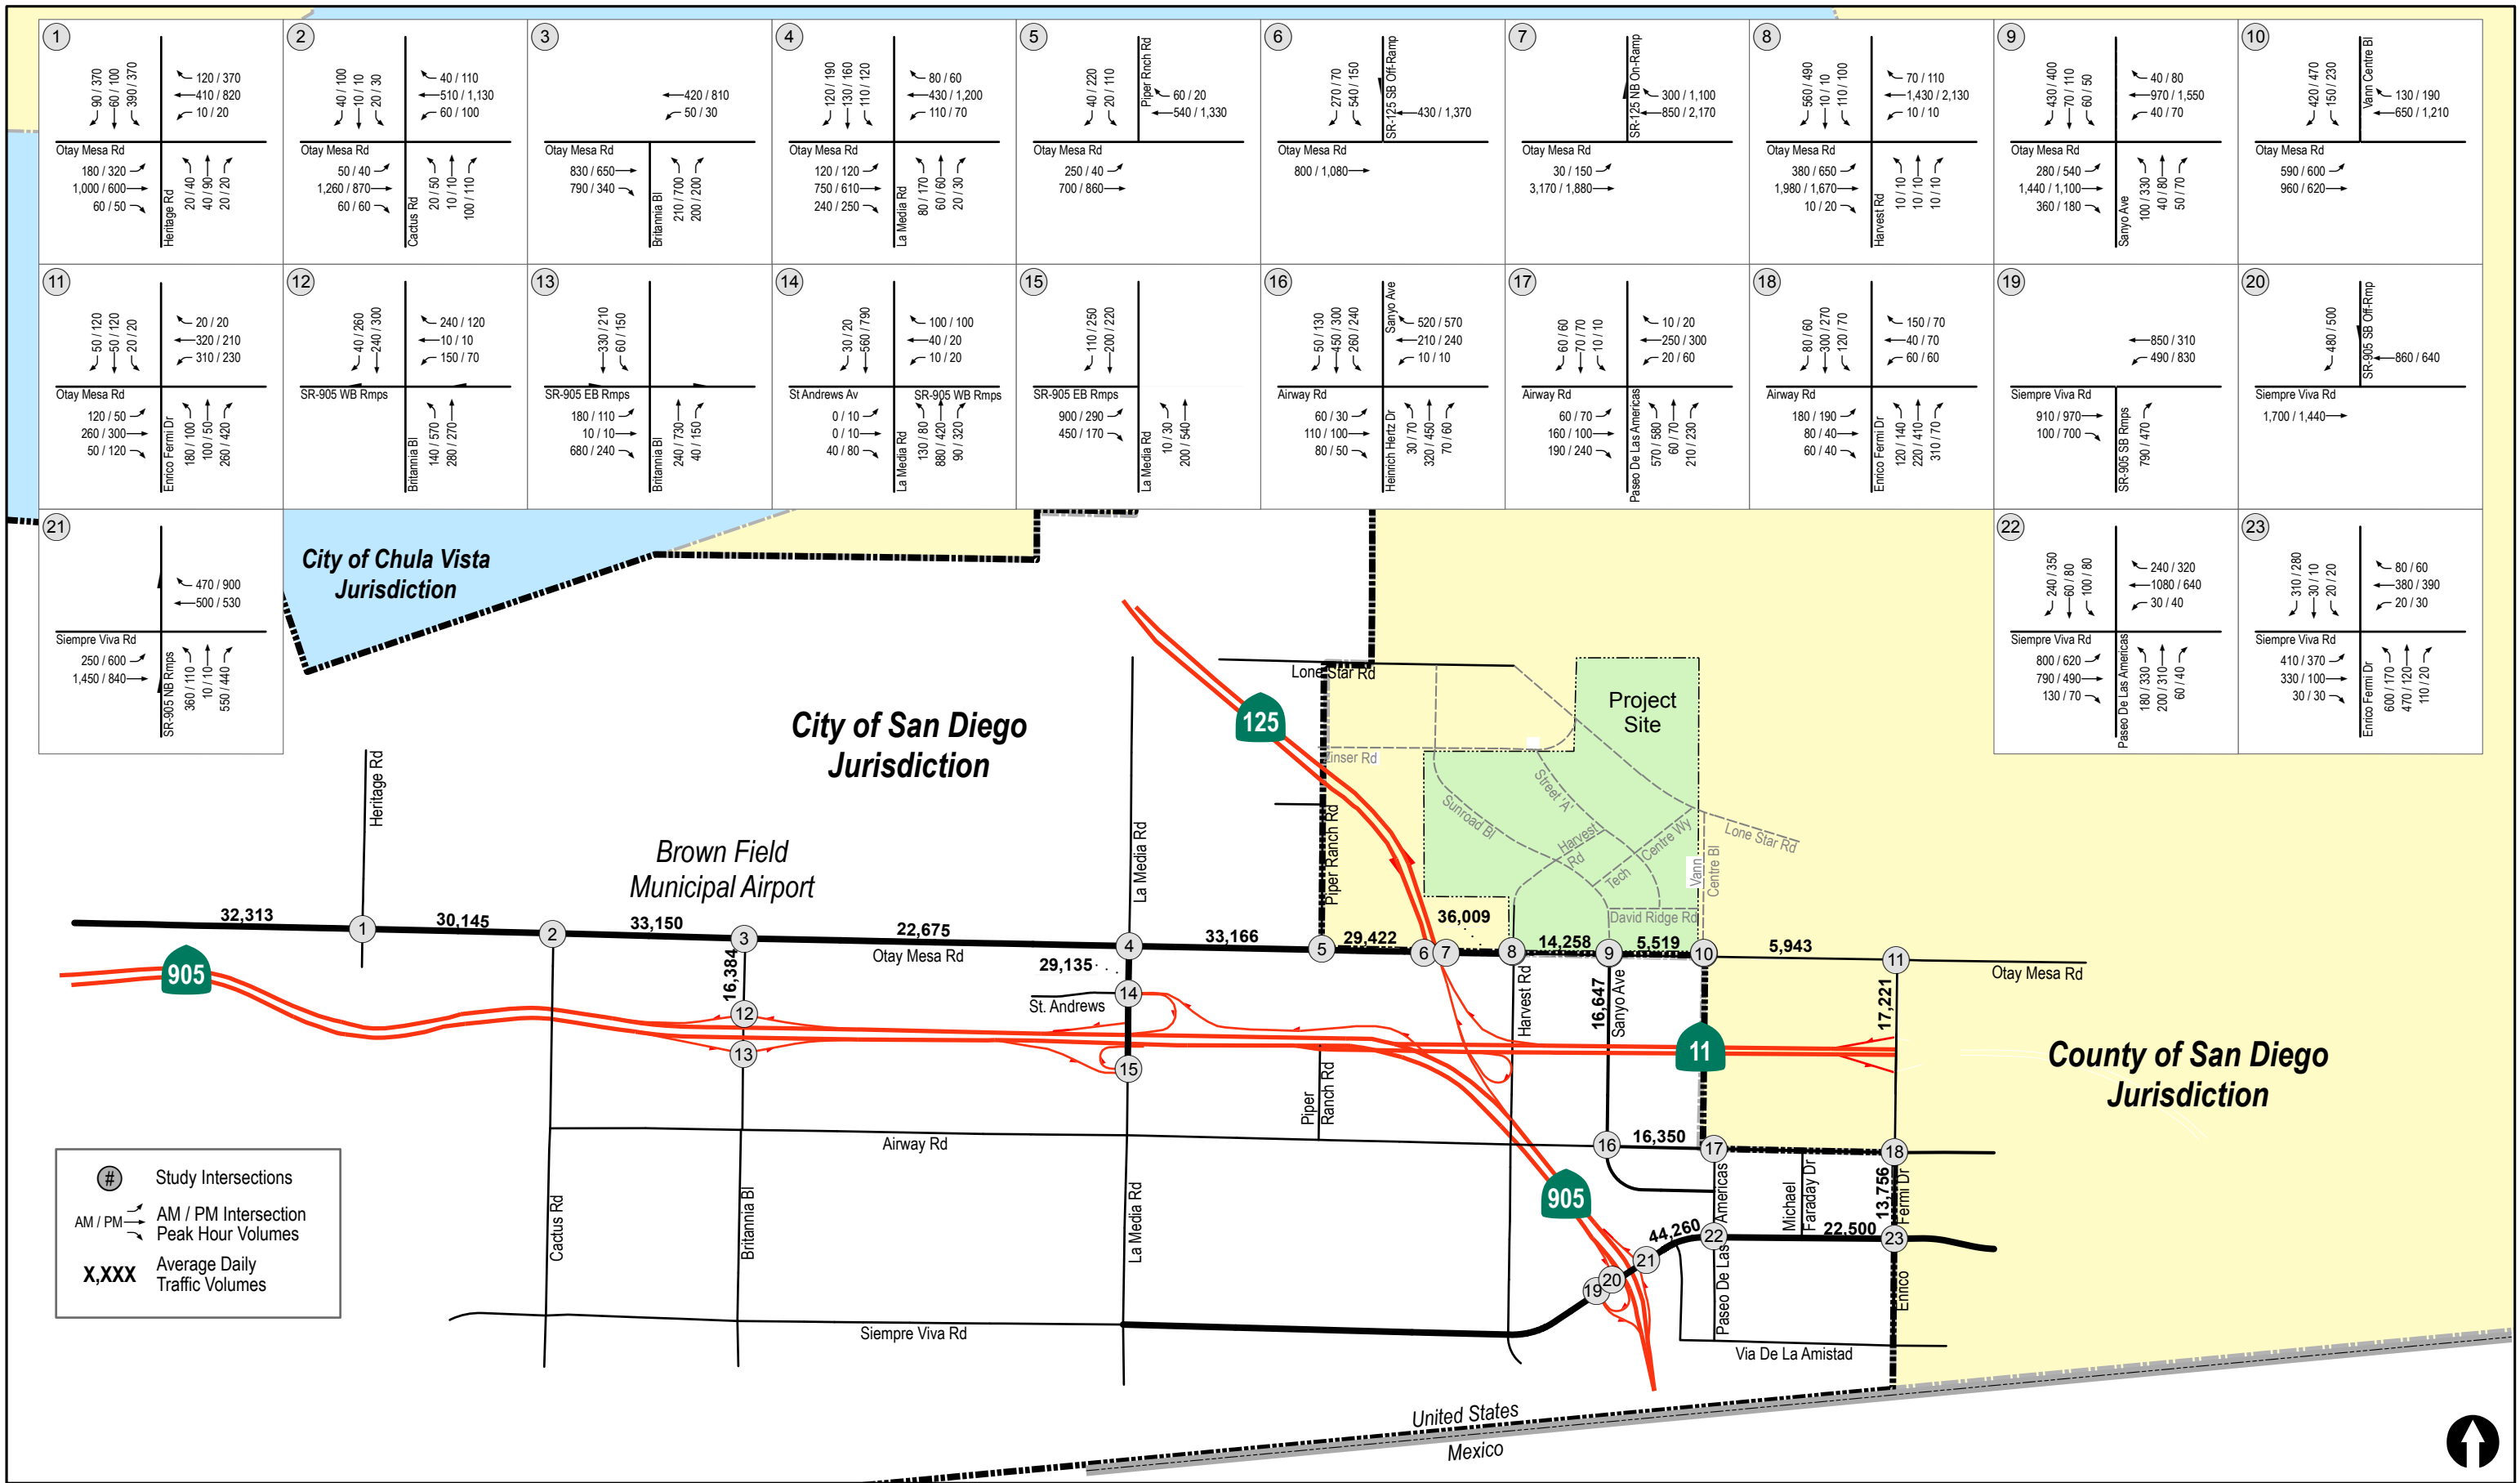 1
90 / 370
60 / 100
390 / 370
120 / 370
410 / 820
10 / 20
Otay Mesa Rd
180 / 320
1,000 / 600
60 / 50
Heritage Rd
20 / 40
40 / 90
20 / 20
2
40 / 100
10 / 10
20 / 30
40 / 110
510 / 1,130
60 / 100
Otay Mesa Rd
50 / 40
1,260 / 870
60 / 60
Cactus Rd
20 / 50
10 / 10
100 / 110
3
420 / 810
50 / 30
Otay Mesa Rd
830 / 650
790 / 340
Britannia Bl
210 / 700
200 / 200
4
120 / 190
130 / 160
110 / 120
80 / 60
430 / 1,200
110 / 70
Otay Mesa Rd
120 / 120
750 / 610
240 / 250
La Media Rd
80 / 170
60 / 60
20 / 30
5
40 / 220
20 / 110
Piper Rnch Rd
60 / 20
540 / 1,330
Otay Mesa Rd
250 / 40
700 / 860
6
270 / 70
540 / 150
SR-125 SB Off-Ramp
430 / 1,370
Otay Mesa Rd
800 / 1,080
7
SR-125 NB On-Ramp
300 / 1,100
850 / 2,170
Otay Mesa Rd
30 / 150
3,170 / 1,880
8
560 / 490
10 / 10
110 / 100
70 / 110
1,430 / 2,130
10 / 10
Otay Mesa Rd
380 / 650
1,980 / 1,670
10 / 20
Harvest Rd
10 / 10
10 / 10
10 / 10
9
430 / 400
70 / 110
60 / 50
40 / 80
970 / 1,550
40 / 70
Otay Mesa Rd
280 / 540
1,440 / 1,100
360 / 180
Sanyo Ave
100 / 330
40 / 80
50 / 70
10
420 / 470
150 / 230
Vann Centre Bl
130 / 190
650 / 1,210
Otay Mesa Rd
590 / 600
960 / 620
11
50 / 120
50 / 120
20 / 20
20 / 20
320 / 210
310 / 230
Otay Mesa Rd
120 / 50
260 / 300
50 / 120
Enrico Fermi Dr
180 / 100
100 / 50
260 / 420
12
40 / 260
240 / 300
240 / 120
10 / 10
150 / 70
SR-905 WB Rmps
Britannia Bl
140 / 570
280 / 270
13
330 / 210
60 / 150
SR-905 EB Rmps
180 / 110
10 / 10
680 / 240
Britannia Bl
240 / 730
40 / 150
14
30 / 20
560 / 790
100 / 100
40 / 20
10 / 20
St Andrews Av
SR-905 WB Rmps
0 / 10
0 / 10
40 / 80
La Media Rd
130 / 80
880 / 420
90 / 320
15
110 / 250
200 / 220
SR-905 EB Rmps
900 / 290
450 / 170
La Media Rd
10 / 30
200 / 540
16
50 / 130
450 / 300
260 / 240
Sanyo Ave
520 / 570
210 / 240
10 / 10
Airway Rd
60 / 30
110 / 100
80 / 50
Heinrich Hertz Dr
30 / 70
320 / 450
70 / 60
17
60 / 60
70 / 70
10 / 10
10 / 20
250 / 300
20 / 60
Airway Rd
60 / 70
160 / 100
190 / 240
Paseo De Las Americas
570 / 580
60 / 70
210 / 230
18
80 / 60
900 / 270
120 / 70
150 / 70
40 / 70
60 / 60
Airway Rd
180 / 190
80 / 40
60 / 40
Enrico Fermi Dr
120 / 140
220 / 410
310 / 70
19
850 / 310
490 / 830
Siempre Viva Rd
910 / 970
100 / 700
SR-905 SB Rmps
790 / 470
20
480 / 500
SR-905 SB Off-Rmp
860 / 640
Siempre Viva Rd
1,700 / 1,440
21
470 / 900
500 / 530
Siempre Viva Rd
250 / 600
1,450 / 840
SR-905 NB Rmps
360 / 110
10 / 10
550 / 440
22
240 / 350
60 / 80
100 / 80
240 / 320
1080 / 640
30 / 40
Siempre Viva Rd
800 / 620
790 / 490
130 / 70
Paseo De Las Americas
180 / 330
200 / 310
60 / 40
23
310 / 280
30 / 10
20 / 20
80 / 60
380 / 390
20 / 30
Siempre Viva Rd
410 / 370
330 / 100
30 / 30
Enrico Fermi Dr
600 / 170
470 / 120
110 / 20
City of Chula Vista
Jurisdiction
City of San Diego
Jurisdiction
Brown Field
Municipal Airport
County of San Diego
Jurisdiction
Project
Site
Lone Star Rd
Zinser Rd
Sunroad Bl
Street 'A'
Harvest
Rd
Tech
Centre Wy
Lone Star Rd
Vann
Centre Bl
David Ridge Rd
125
Heritage Rd
La Media Rd
Piper Ranch Rd
32,313
1
30,145
2
33,150
3
22,675
4
33,166
5
29,422
6
7
36,009
8
14,258
9
5,519
10
5,943
11
Otay Mesa Rd
Otay Mesa Rd
905
16,384
12
13
29,135
St. Andrews
14
15
Harvest Rd
16,647
Sanyo Ave
11
17,221
Piper
Ranch Rd
Airway Rd
16
16,350
17
18
Cactus Rd
Britannia Bl
La Media Rd
905
Americas
Paseo De Las
Michael
Faraday Dr
13,756
Fermi Dr
Enrico
44,260
22
22,500
23
21
20
19
Siempre Viva Rd
Via De La Amistad
United States
Mexico
# Study Intersections
AM / PM AM / PM Intersection
Peak Hour Volumes
X,XXX Average Daily
Traffic Volumes